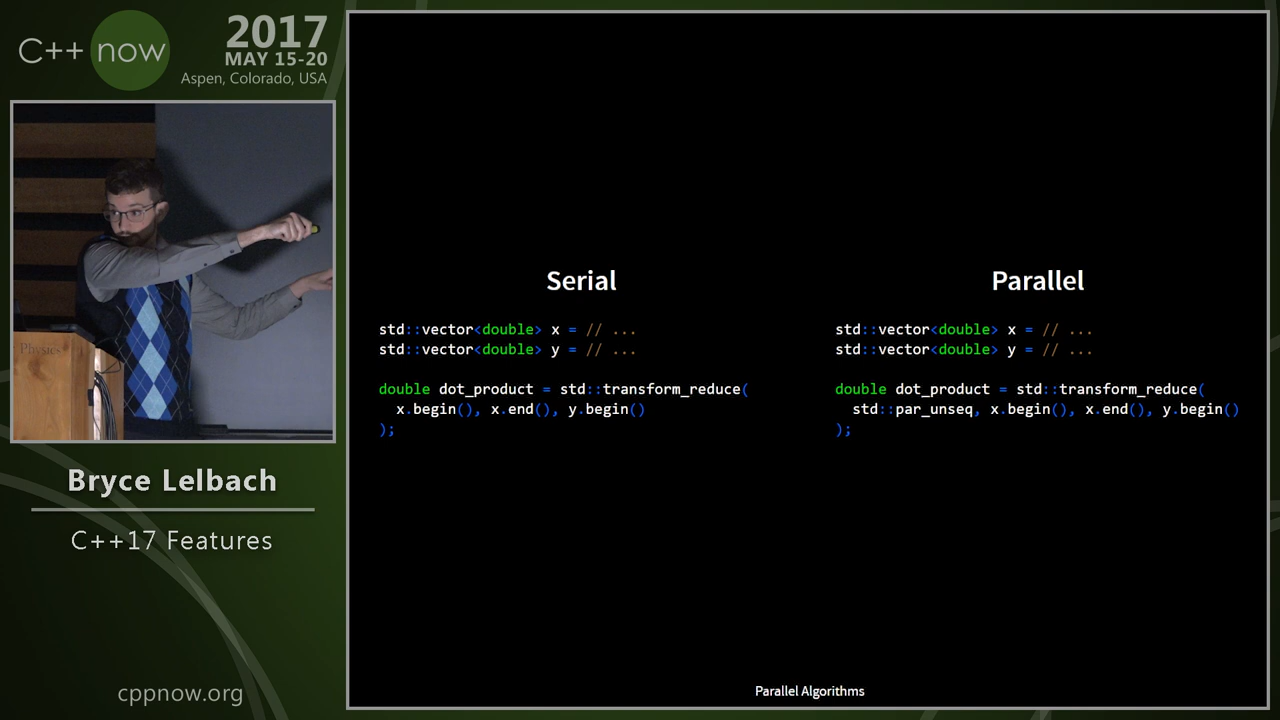 C++ now
2017
MAY 15-20
Aspen, Colorado, USA
Physics
Bryce Lelbach
C++17 Features
cppnow.org
Serial
std::vector<double> x = // ...
std::vector<double> y = // ...
double dot_product = std::transform_reduce(
x.begin(), x.end(), y.begin()
);
Parallel
std::vector<double> x = // ...
std::vector<double> y = // ...
double dot_product = std::transform_reduce(
std::par_unseq, x.begin(), x.end(), y.begin()
);
Parallel Algorithms